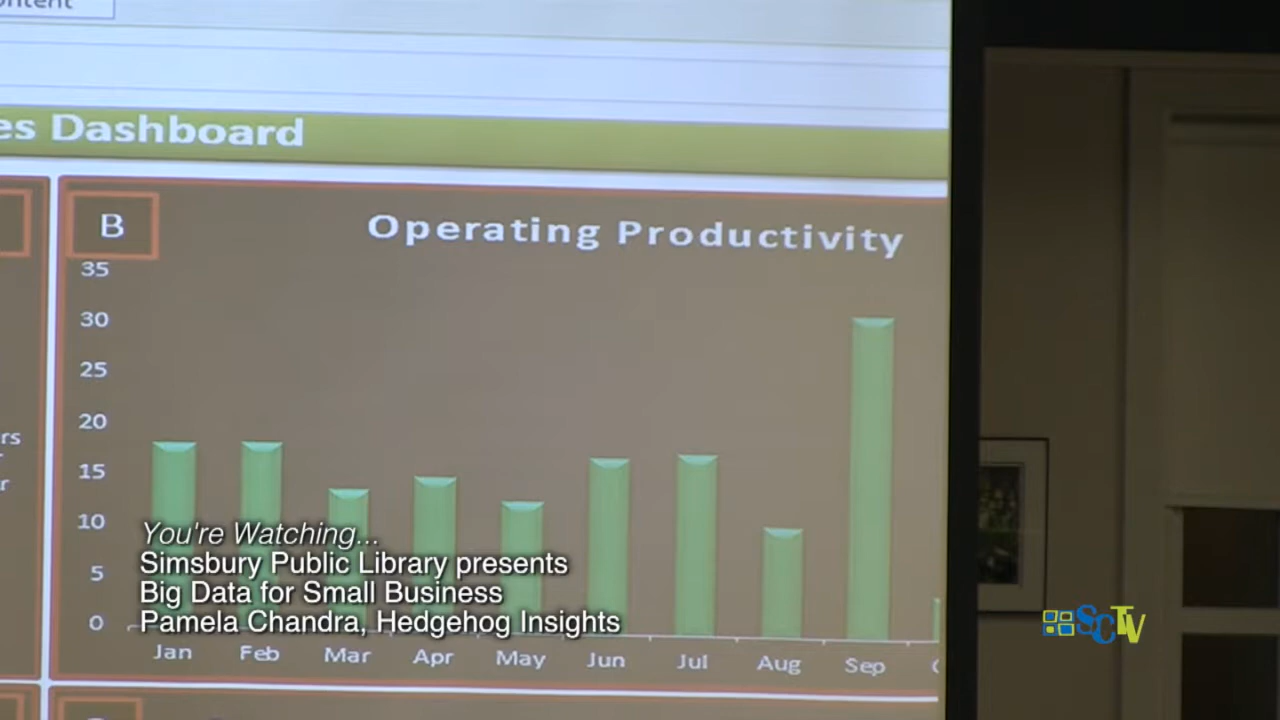 Dashboard
B
Operating Productivity
35
30
25
20
15
10
5
0
Jan Feb Mar Apr May Jun Jul Aug Sep
You're Watching...
Simsbury Public Library presents
Big Data for Small Business
Pamela Chandra, Hedgehog Insights
SCTV